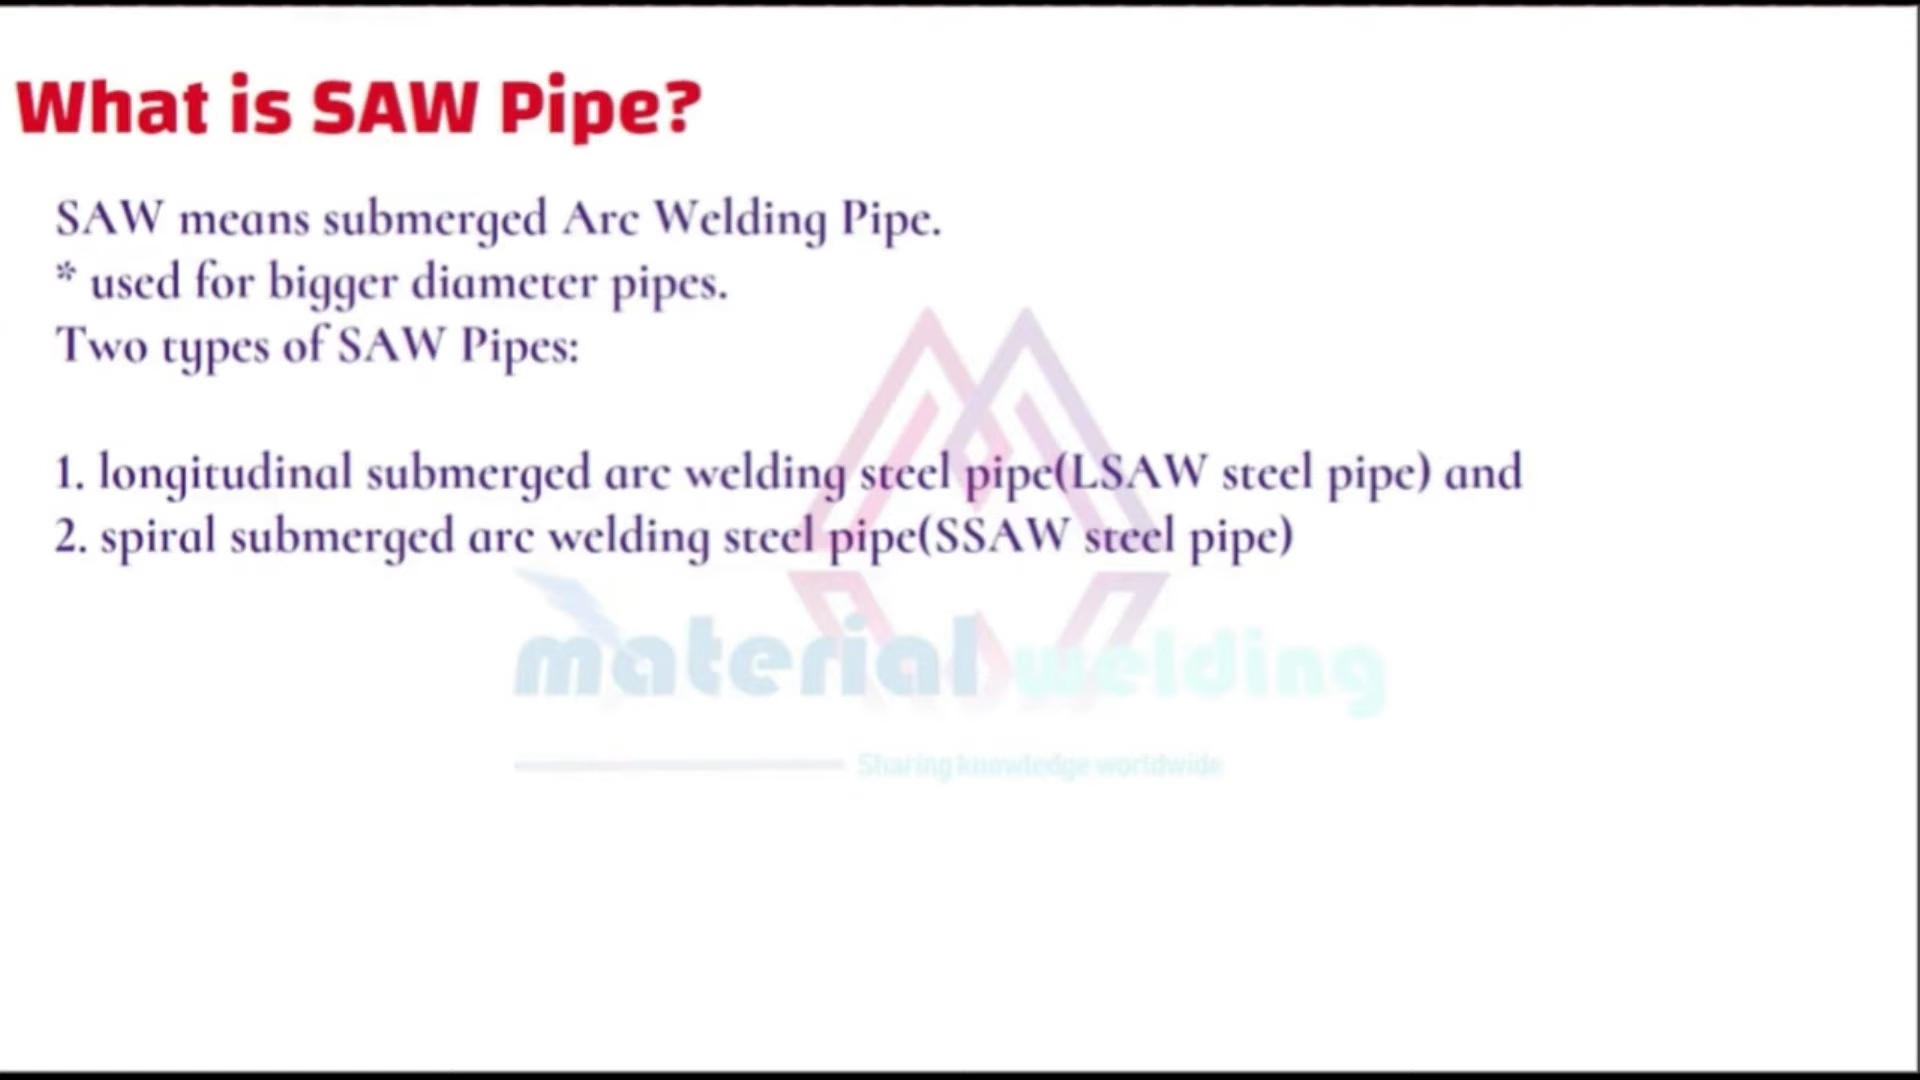 What is SAW Pipe?
SAW means submerged Arc Welding Pipe.
* used for bigger diameter pipes.
Two types of SAW Pipes:
1. longitudinal submerged arc welding steel pipe(LSAW steel pipe) and
2. spiral submerged arc welding steel pipe(SSAW steel pipe)
material welding
Sharing knowledge worldwide